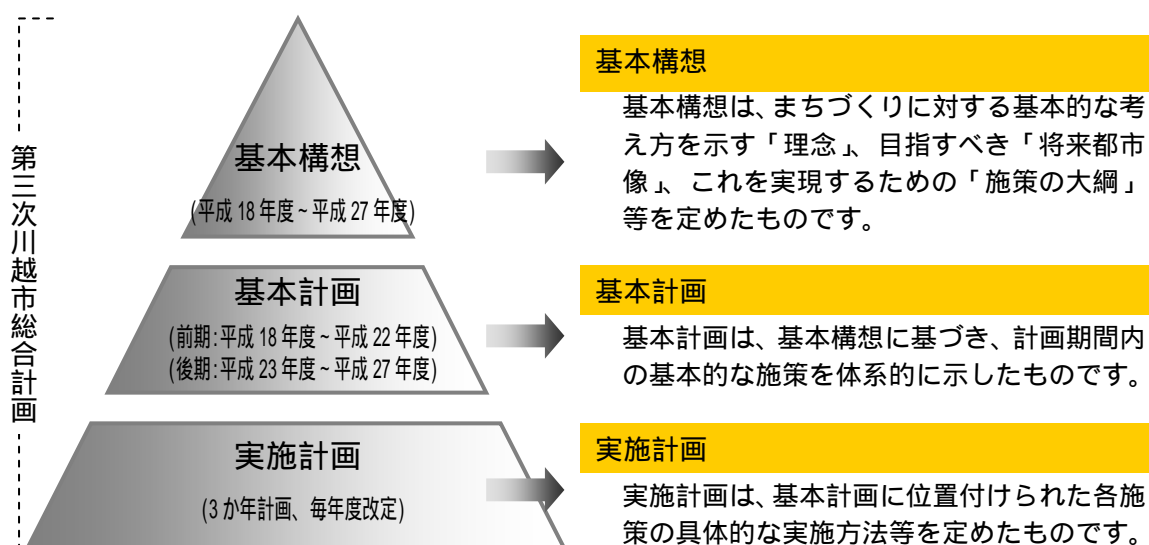 第三次川越市総合計画
基本構想
(平成 18 年度~平成 27 年度)
基本構想
基本構想は、まちづくりに対する基本的な考
え方を示す「理念」、目指すべき「将来都市
像」、これを実現するための「施策の大綱」
等を定めたものです。
基本計画
(前期:平成 18 年度~平成 22 年度)
(後期:平成 23 年度~平成 27 年度)
基本計画
基本計画は、基本構想に基づき、計画期間内
の基本的な施策を体系的に示したものです。
実施計画
(3 か年計画、毎年度改定)
実施計画
実施計画は、基本計画に位置付けられた各施
策の具体的な実施方法等を定めたものです。